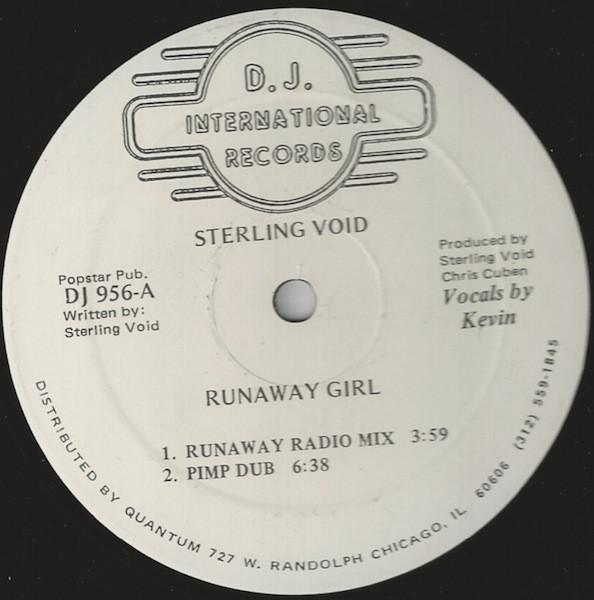 D.J.
INTERNATIONAL
RECORDS
STERLING VOID
Popstar Pub.
DJ 956-A
Written by:
Sterling Void
Produced by
Sterling Void
Chris Cuben
Vocals by
Kevin
RUNAWAY GIRL
1. RUNAWAY RADIO MIX 3:59
2. PIMP DUB 6:38
DISTRIBUTED BY QUANTUM 727 W. RANDOLPH CHICAGO, IL 60606 (312) 559-1845